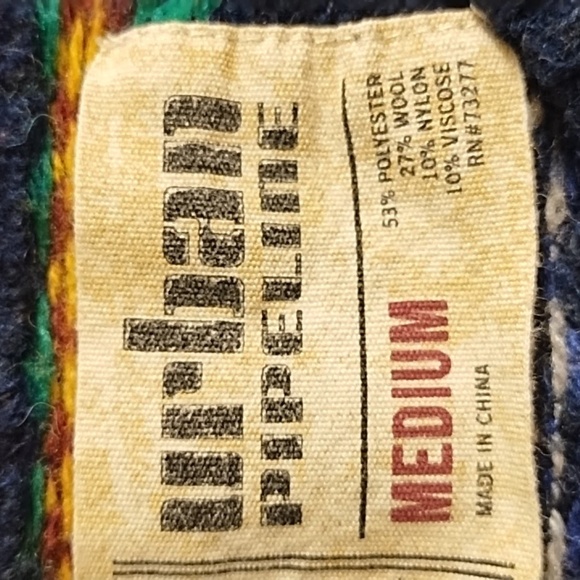 urban
PIPELINE
MEDIUM
MADE IN CHINA
53% POLYESTER
27% WOOL
10% NYLON
10% VISCOSE
RN#73277